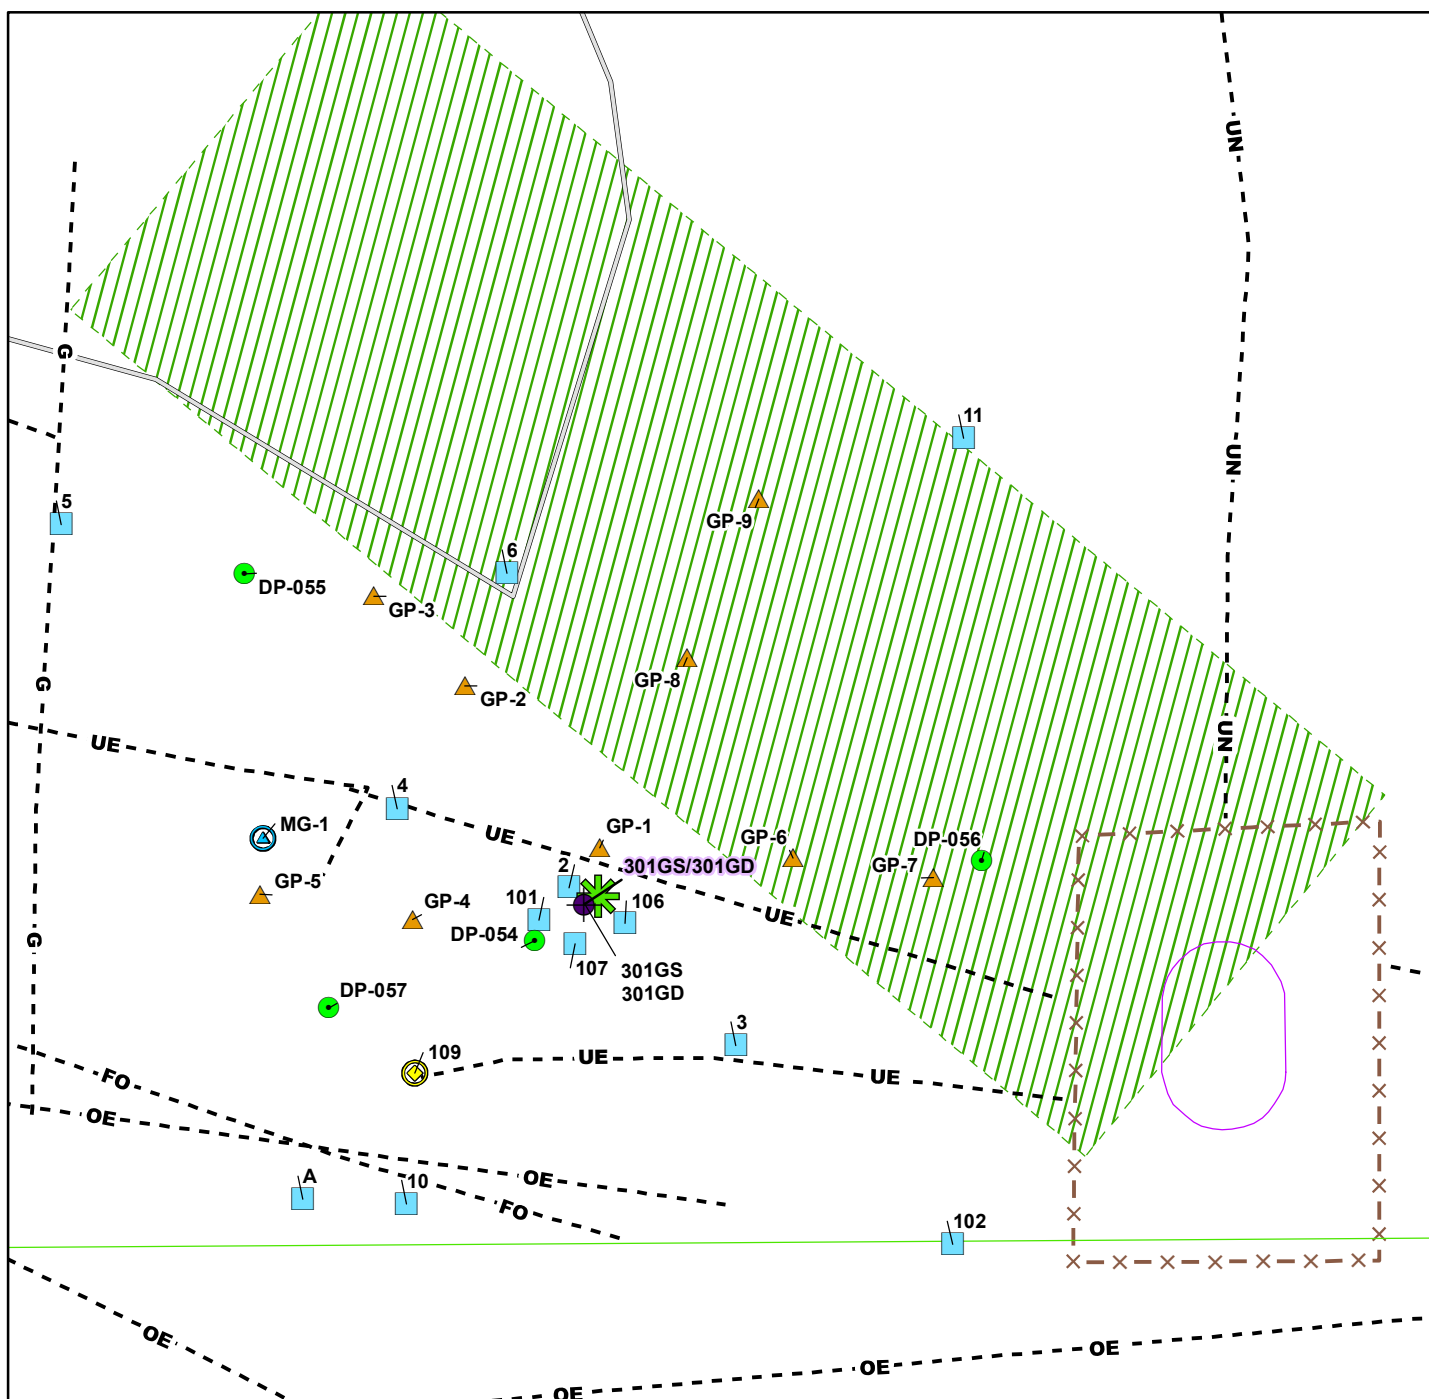 UN
G
11
UN
5
GP-9
6
DP-055
GP-3
GP-8
G
GP-2
UN
UE
4
MG-1
UE
GP-1
GP-6
DP-056
301GS/301GD
GP-7
2
GP-5
GP-4
101
106
UE
DP-054
G
107
301GS
301GD
DP-057
3
109
UE
FO
UE
OE
A
10
OE
FO
102
OE
OE
OE
OE